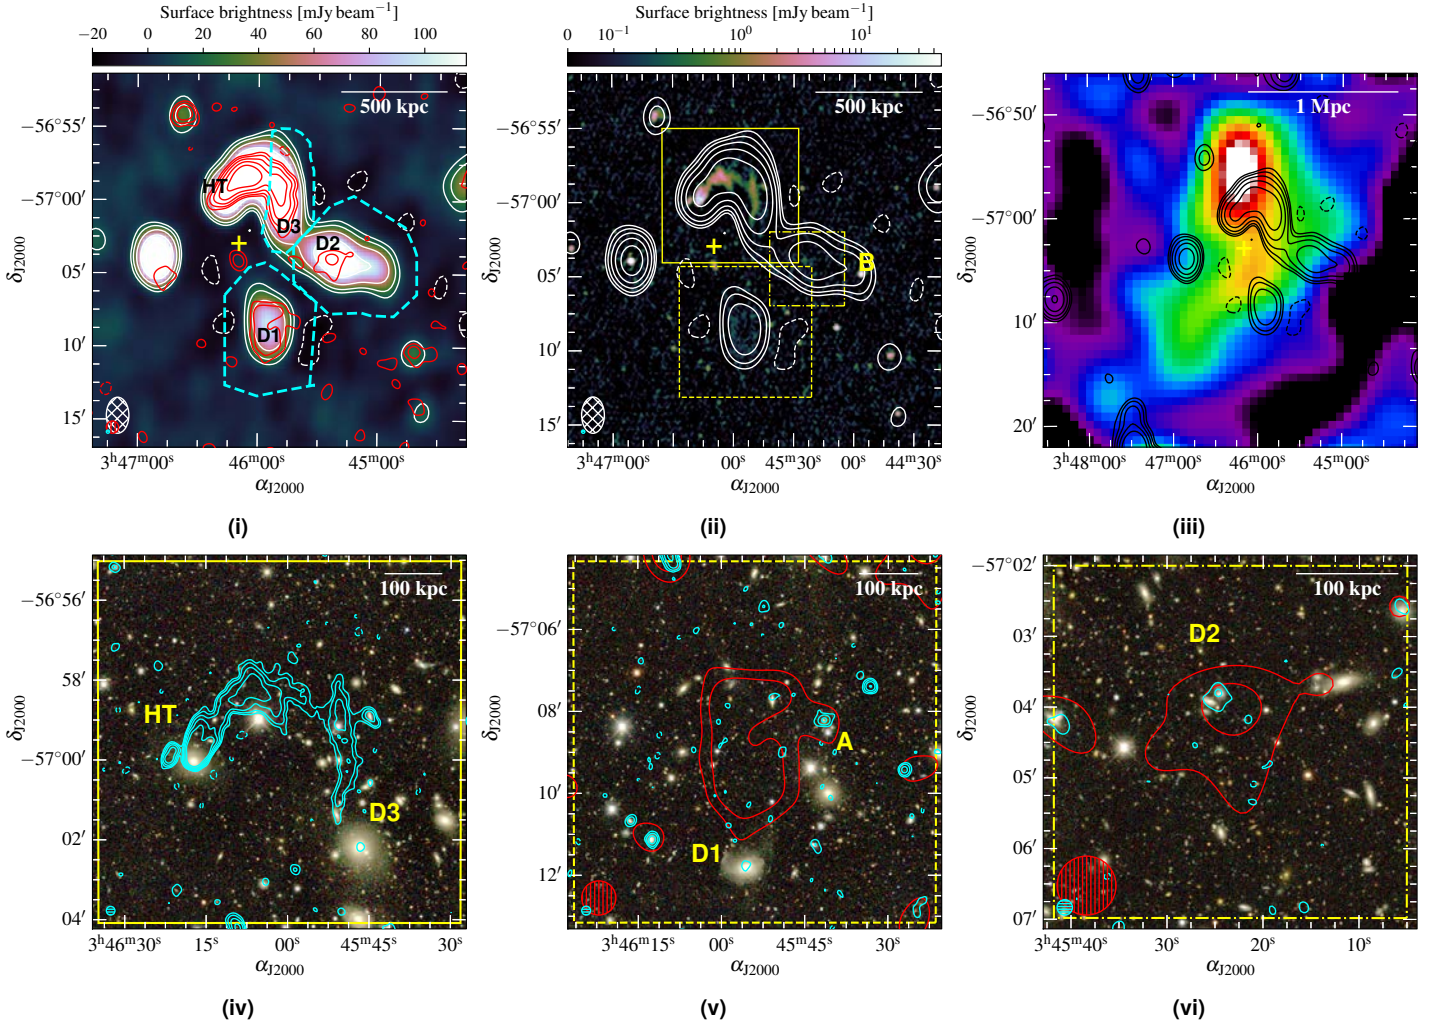 Surface brightness [mJy beam⁻¹]
−20 0 20 40 60 80 100
500 kpc
HT
D3
D2
D1
−56°55′
−57°00′
05′
10′
15′
δJ2000
3ʰ47ᵐ00ˢ 46ᵐ00ˢ 45ᵐ00ˢ
αJ2000
(i)
Surface brightness [mJy beam⁻¹]
0 10⁻¹ 10⁰ 10¹
500 kpc
B
−56°55′
−57°00′
05′
10′
15′
δJ2000
3ʰ47ᵐ00ˢ 00ˢ 45ᵐ30ˢ 00ˢ 44ᵐ30ˢ
αJ2000
(ii)
1 Mpc
−56°50′
−57°00′
10′
20′
δJ2000
3ʰ48ᵐ00ˢ 47ᵐ00ˢ 46ᵐ00ˢ 45ᵐ00ˢ
αJ2000
(iii)
100 kpc
HT
D3
−56°56′
58′
−57°00′
02′
04′
δJ2000
3ʰ46ᵐ30ˢ 15ˢ 00ˢ 45ᵐ45ˢ 30ˢ
αJ2000
(iv)
100 kpc
A
D1
−57°06′
08′
10′
12′
δJ2000
3ʰ46ᵐ15ˢ 00ˢ 45ᵐ45ˢ 30ˢ
αJ2000
(v)
100 kpc
D2
−57°02′
03′
04′
05′
06′
07′
δJ2000
3ʰ45ᵐ40ˢ 30ˢ 20ˢ 10ˢ
αJ2000
(vi)